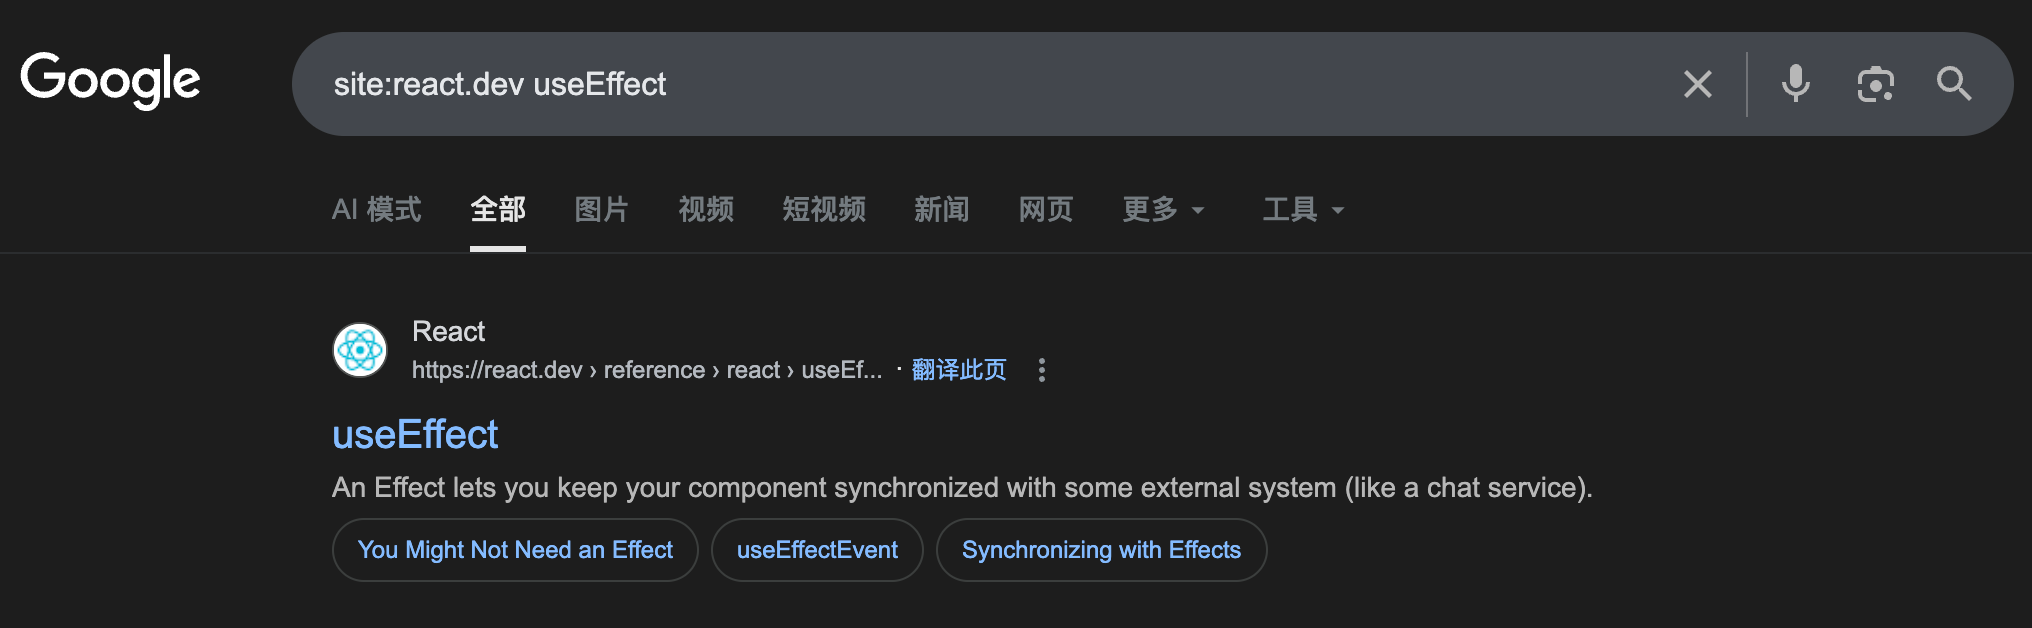 Google
site:react.dev useEffect
AI 模式 全部 图片 视频 短视频 新闻 网页 更多 工具
React
https://react.dev › reference › react › useEf... · 翻译此页
useEffect
An Effect lets you keep your component synchronized with some external system (like a chat service).
You Might Not Need an Effect useEffectEvent Synchronizing with Effects